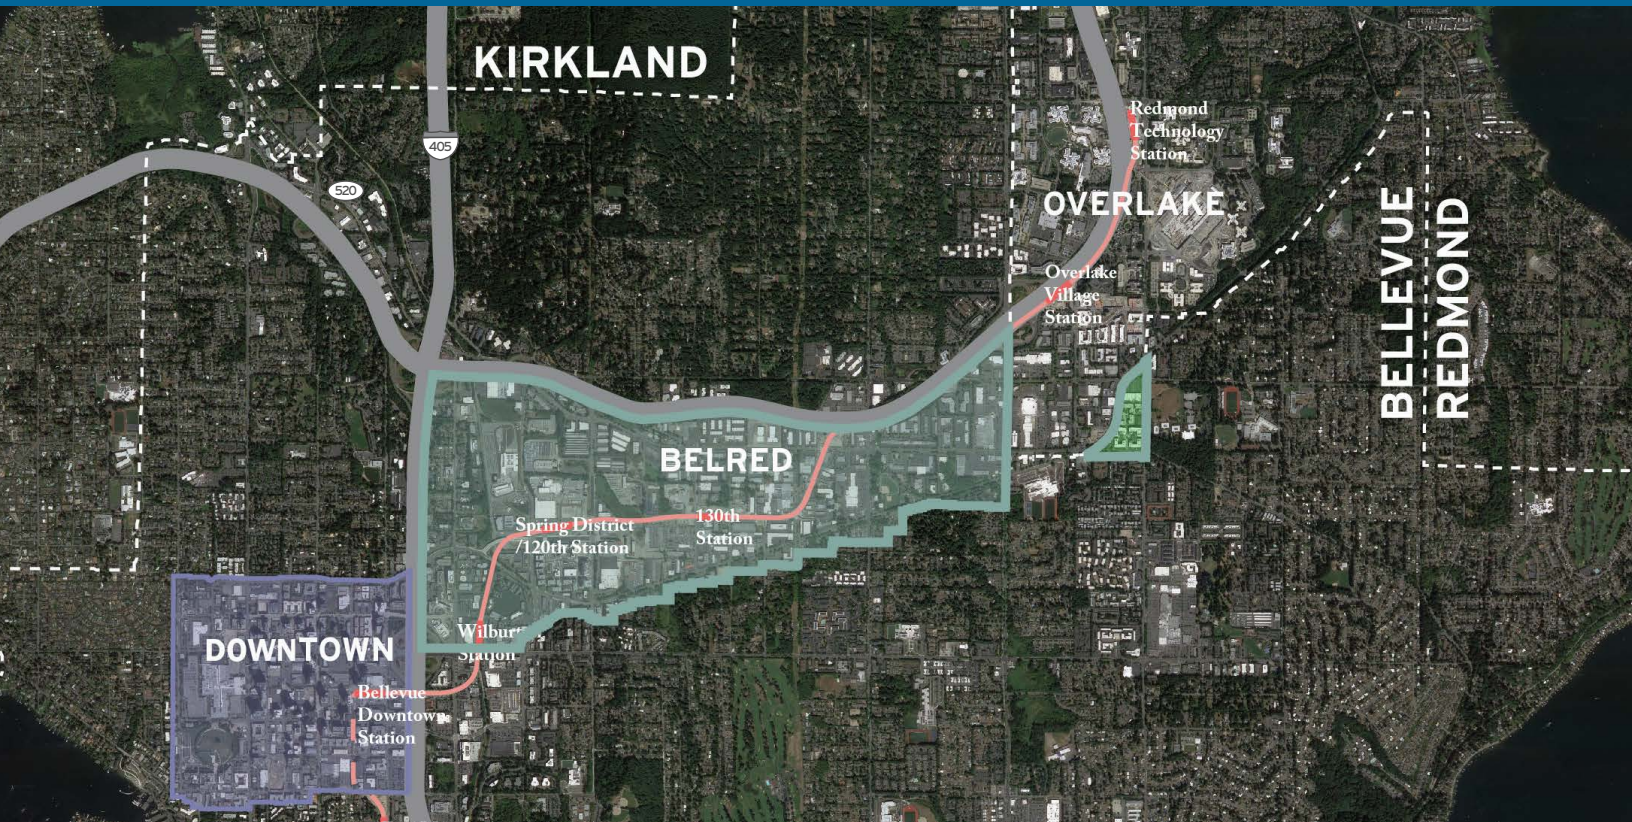 KIRKLAND
405
520
Redmond
Technology
Station
OVERLAKE
Overlake
Village
Station
BELLEVUE
REDMOND
BELRED
Spring District
/120th Station
130th
Station
Wilburton
Station
DOWNTOWN
Bellevue
Downtown
Station